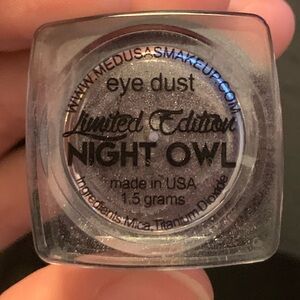 WWW.MEDUSASMAKEUP.COM
eye dust
Limited Edition
NIGHT OWL
made in USA
1.5 grams
Ingredients: Mica, Titanium Dioxide